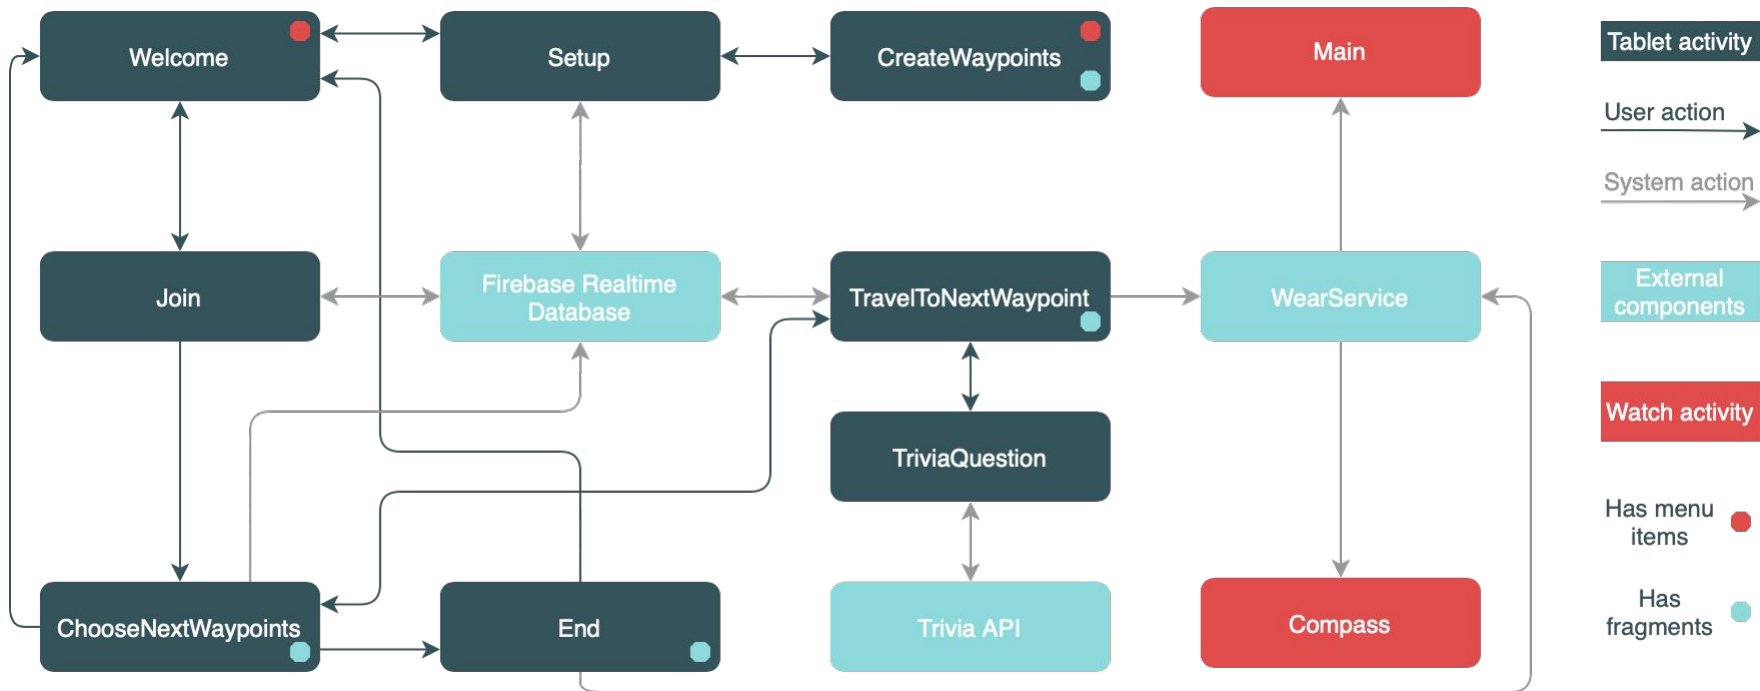 Welcome
Setup
CreateWaypoints
Main
Tablet activity
User action
System action
Join
Firebase Realtime
Database
TravelToNextWaypoint
WearService
External
components
Watch activity
TriviaQuestion
Has menu
items
ChooseNextWaypoints
End
Trivia API
Compass
Has
fragments